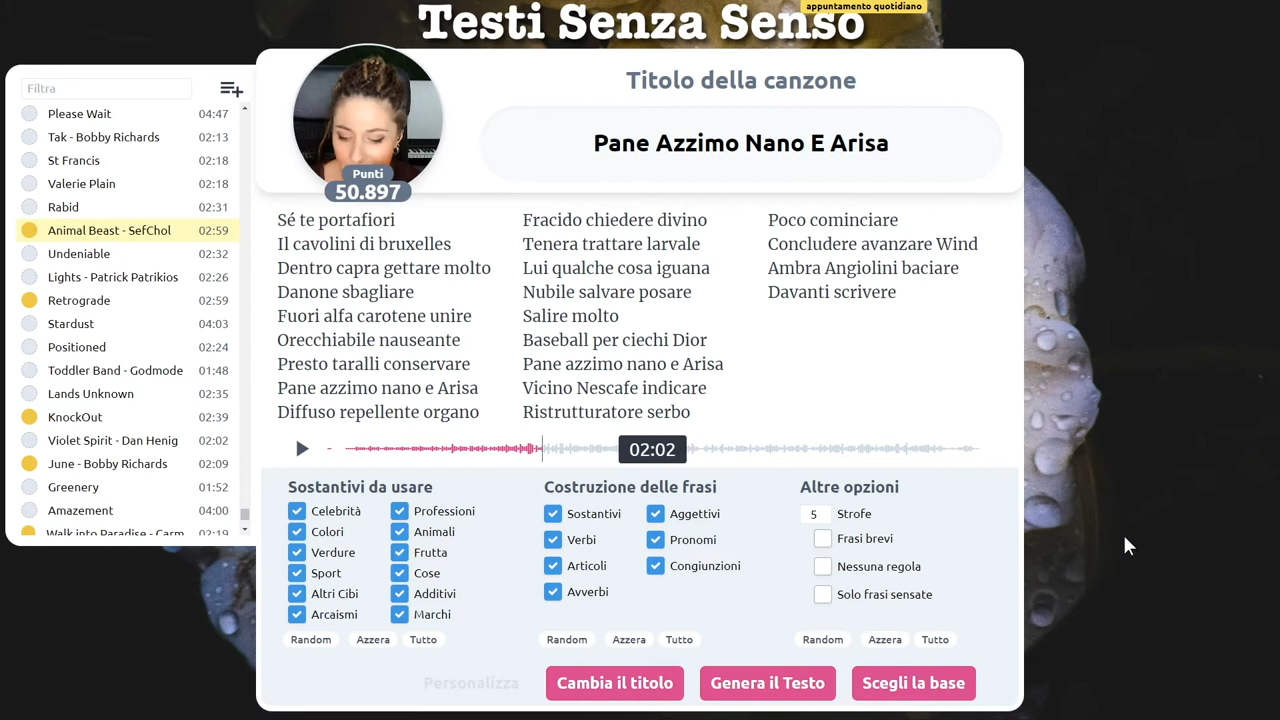 appuntamento quotidiano
Testi Senza Senso
Filtra
Please Wait 04:47
Tak - Bobby Richards 02:13
St Francis 02:18
Valerie Plain 02:18
Rabid 02:31
Animal Beast - SefChol 02:59
Undeniable 02:32
Lights - Patrick Patrikios 02:26
Retrograde 02:59
Stardust 04:03
Positioned 02:24
Toddler Band - Godmode 01:48
Lands Unknown 02:35
KnockOut 02:39
Violet Spirit - Dan Henig 02:02
June - Bobby Richards 02:09
Greenery 01:52
Amazement 04:00
Walk into Paradise - Carm 02:19
Punti
50.897
Titolo della canzone
Pane Azzimo Nano E Arisa
Sé te portafiori
Il cavolini di bruxelles
Dentro capra gettare molto
Danone sbagliare
Fuori alfa carotene unire
Orecchiabile nauseante
Presto taralli conservare
Pane azzimo nano e Arisa
Diffuso repellente organo
Fracido chiedere divino
Tenera trattare larvale
Lui qualche cosa iguana
Nubile salvare posare
Salire molto
Baseball per ciechi Dior
Pane azzimo nano e Arisa
Vicino Nescafe indicare
Ristrutturatore serbo
Poco cominciare
Concludere avanzare Wind
Ambra Angiolini baciare
Davanti scrivere
02:02
Sostantivi da usare
Celebrità Professioni
Colori Animali
Verdure Frutta
Sport Cose
Altri Cibi Additivi
Arcaismi Marchi
Random Azzera Tutto
Costruzione delle frasi
Sostantivi Aggettivi
Verbi Pronomi
Articoli Congiunzioni
Avverbi
Random Azzera Tutto
Altre opzioni
5 Strofe
Frasi brevi
Nessuna regola
Solo frasi sensate
Random Azzera Tutto
Personalizza Cambia il titolo Genera il Testo Scegli la base